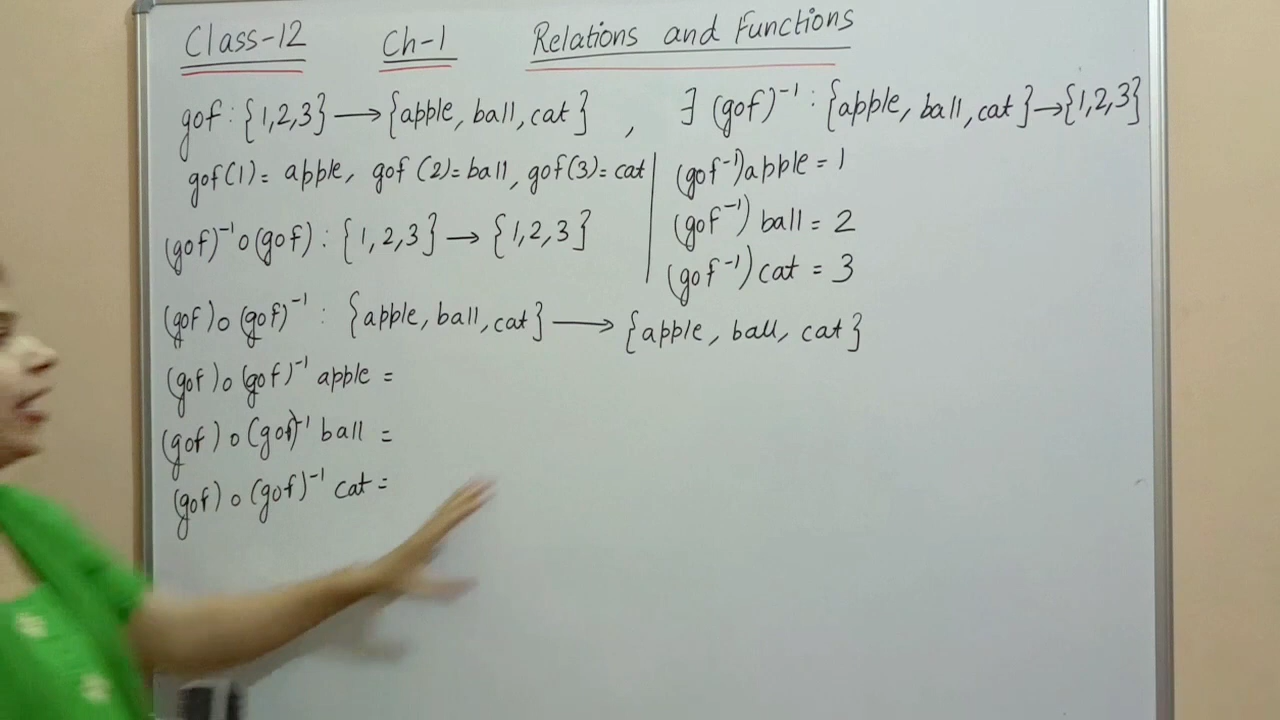 Class-12 Ch-1 Relations and Functions
gof : {1,2,3} ⟶ {apple, ball, cat} , ∃ (gof)⁻¹ : {apple, ball, cat} → {1,2,3}
gof(1) = apple, gof (2) = ball, gof(3) = cat
(gof⁻¹)apple = 1
(gof⁻¹) ball = 2
(gof⁻¹) cat = 3
(gof)⁻¹o(gof) : {1,2,3} → {1,2,3}
(gof)o(gof)⁻¹ : {apple, ball, cat} ⟶ {apple, ball, cat}
(gof)o(gof)⁻¹ apple =
(gof)o(gof)⁻¹ ball =
(gof)o(gof)⁻¹ cat =